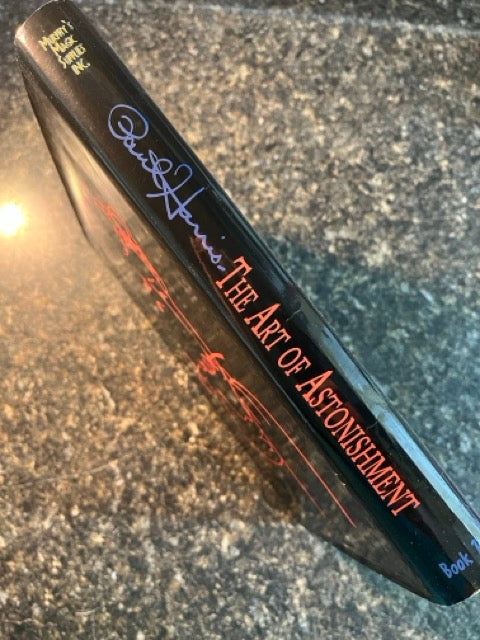 MURPHY'S
MAGIC
SUPPLIES
INC.
Paul Harris
THE ART OF ASTONISHMENT
Book